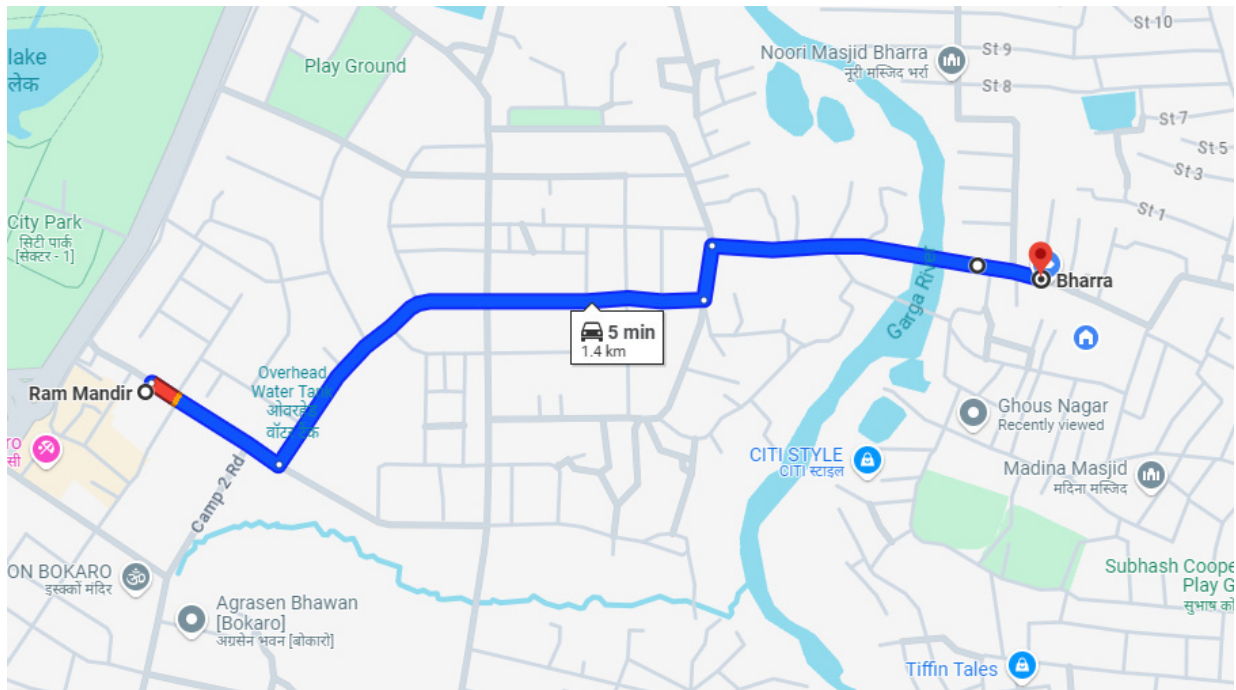 lake
लेक
Play Ground
Noori Masjid Bharra
नूरी मस्जिद भर्रा
St 10
St 9
St 8
St 7
St 5
St 3
St 1
City Park
सिटी पार्क
[सेक्टर - 1]
Garga River
Bharra
5 min
1.4 km
Ram Mandir
Overhead
Water Tank
ओवरहेड
वॉटर टैंक
ro
सी
Camp 2 Rd
Ghous Nagar
Recently viewed
CITI STYLE
CITI स्टाइल
Madina Masjid
मदिना मस्जिद
ON BOKARO
इस्कों मंदिर
Agrasen Bhawan
[Bokaro]
अग्रसेन भवन [बोकारो]
Subhash Coope
Play G
सुभाष को
Tiffin Tales